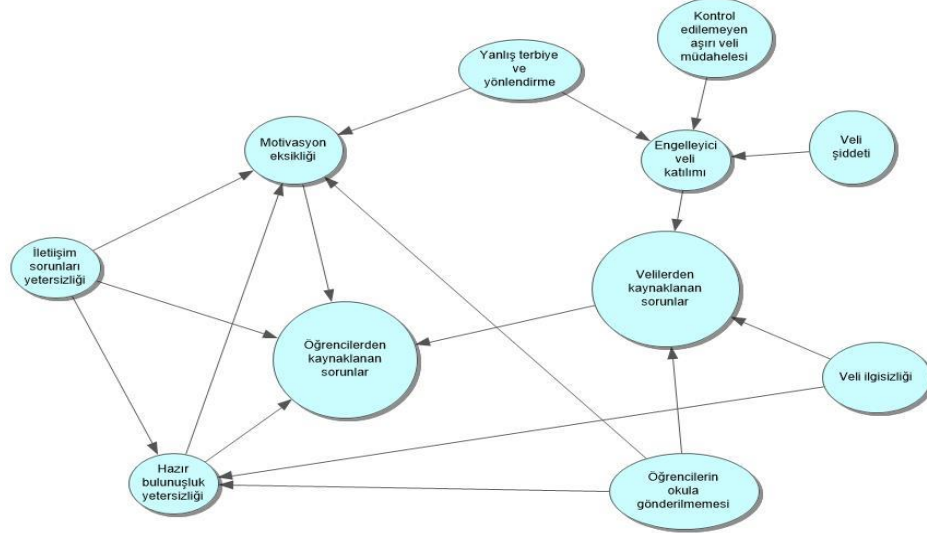 Kontrol
edilemeyen
aşırı veli
müdahelesi
Yanlış terbiye
ve
yönlendirme
Motivasyon
eksikliği
Engelleyici
veli
katılımı
Veli
şiddeti
İletiişim
sorunları
yetersizliği
Velilerden
kaynaklanan
sorunlar
Öğrencilerden
kaynaklanan
sorunlar
Veli ilgisizliği
Hazır
bulunuşluk
yetersizliği
Öğrencilerin
okula
gönderilmemesi